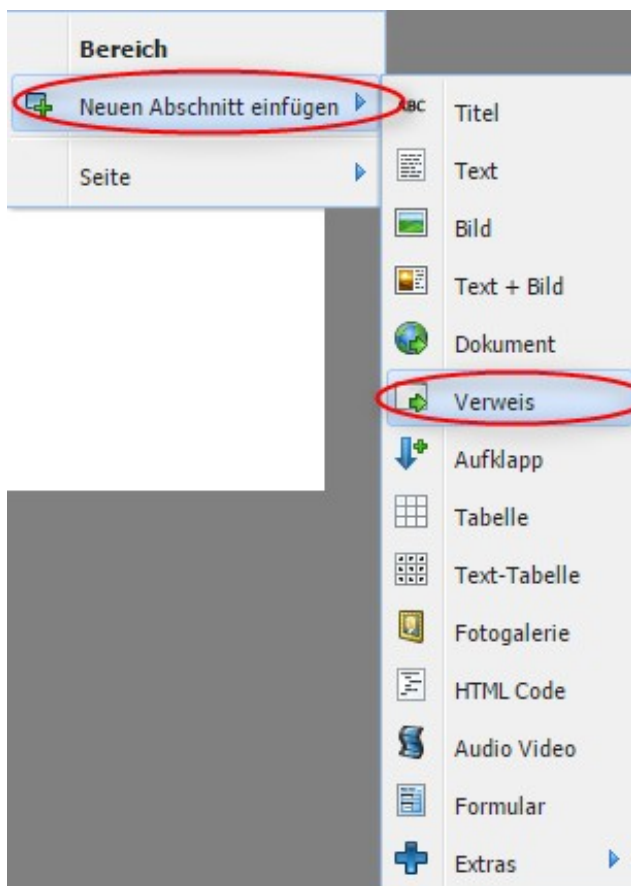 Bereich
Neuen Abschnitt einfügen
Seite
ABC Titel
Text
Bild
Text + Bild
Dokument
Verweis
Aufklapp
Tabelle
Text-Tabelle
Fotogalerie
HTML Code
Audio Video
Formular
Extras